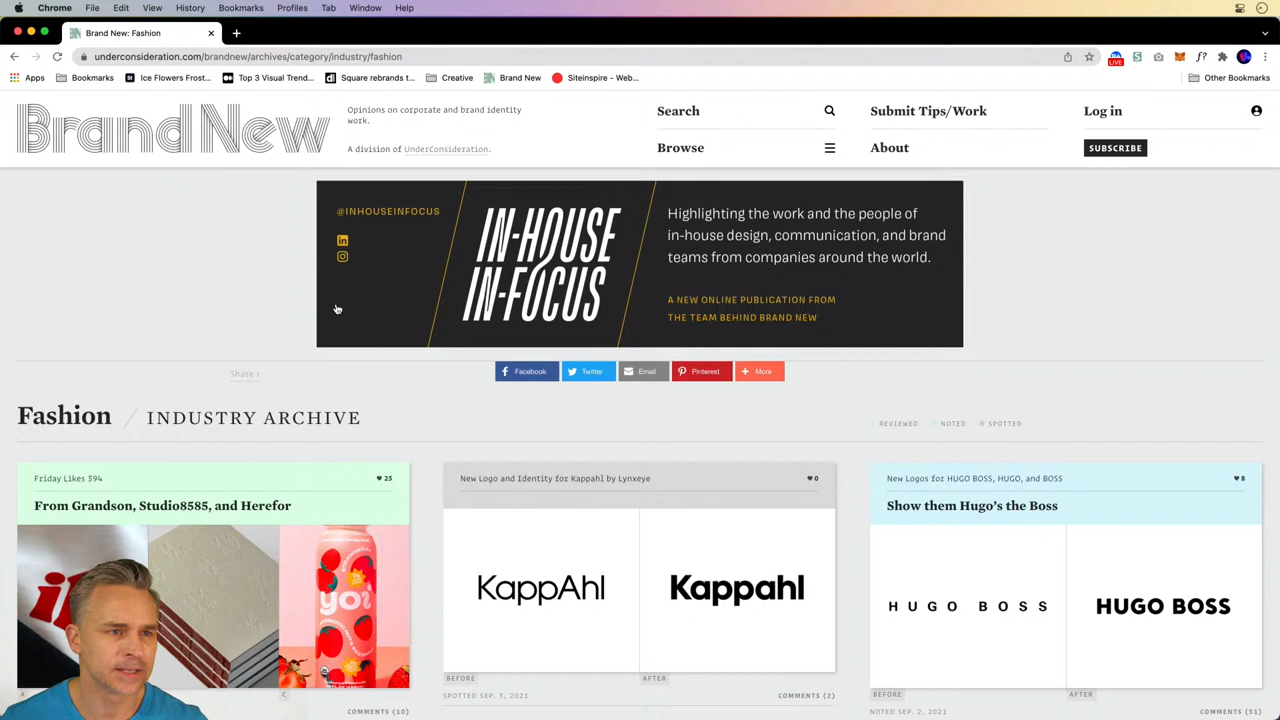 Chrome File Edit View History Bookmarks Profiles Tab Window Help
Brand New: Fashion
underconsideration.com/brandnew/archives/category/industry/fashion
Apps Bookmarks Ice Flowers Frost... Top 3 Visual Trend... Square rebrands t... Creative Brand New Siteinspire - Web... Other Bookmarks
LIVE
Brand New
Opinions on corporate and brand identity
work.
A division of UnderConsideration.
Search
Browse
Submit Tips/Work
About
Log in
SUBSCRIBE
@INHOUSEINFOCUS
IN-HOUSE
IN-FOCUS
Highlighting the work and the people of
in-house design, communication, and brand
teams from companies around the world.
A NEW ONLINE PUBLICATION FROM
THE TEAM BEHIND BRAND NEW
Share >
Facebook Twitter Email Pinterest More
Fashion / INDUSTRY ARCHIVE
REVIEWED NOTED SPOTTED
Friday Likes 394
25
From Grandson, Studio8585, and Herefor
yo
A
C
COMMENTS (10)
New Logo and Identity for Kappahl by Lynxeye
0
KappAhl
Kappahl
BEFORE
AFTER
SPOTTED SEP. 3, 2021
COMMENTS (2)
New Logos for HUGO BOSS, HUGO, and BOSS
8
Show them Hugo's the Boss
HUGO BOSS
HUGO BOSS
BEFORE
AFTER
NOTED SEP. 2, 2021
COMMENTS (51)